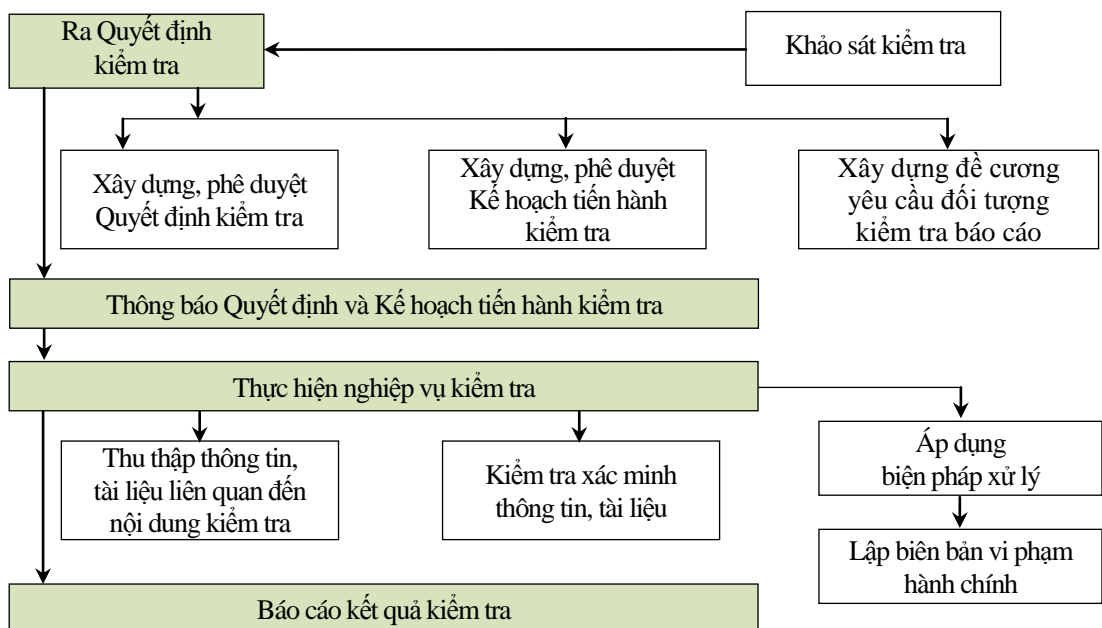 Ra Quyết định
kiểm tra
Khảo sát kiểm tra
Xây dựng, phê duyệt
Quyết định kiểm tra
Xây dựng, phê duyệt
Kế hoạch tiến hành
kiểm tra
Xây dựng đề cương
yêu cầu đối tượng
kiểm tra báo cáo
Thông báo Quyết định và Kế hoạch tiến hành kiểm tra
Thực hiện nghiệp vụ kiểm tra
Thu thập thông tin,
tài liệu liên quan đến
nội dung kiểm tra
Kiểm tra xác minh
thông tin, tài liệu
Áp dụng
biện pháp xử lý
Lập biên bản vi phạm
hành chính
Báo cáo kết quả kiểm tra